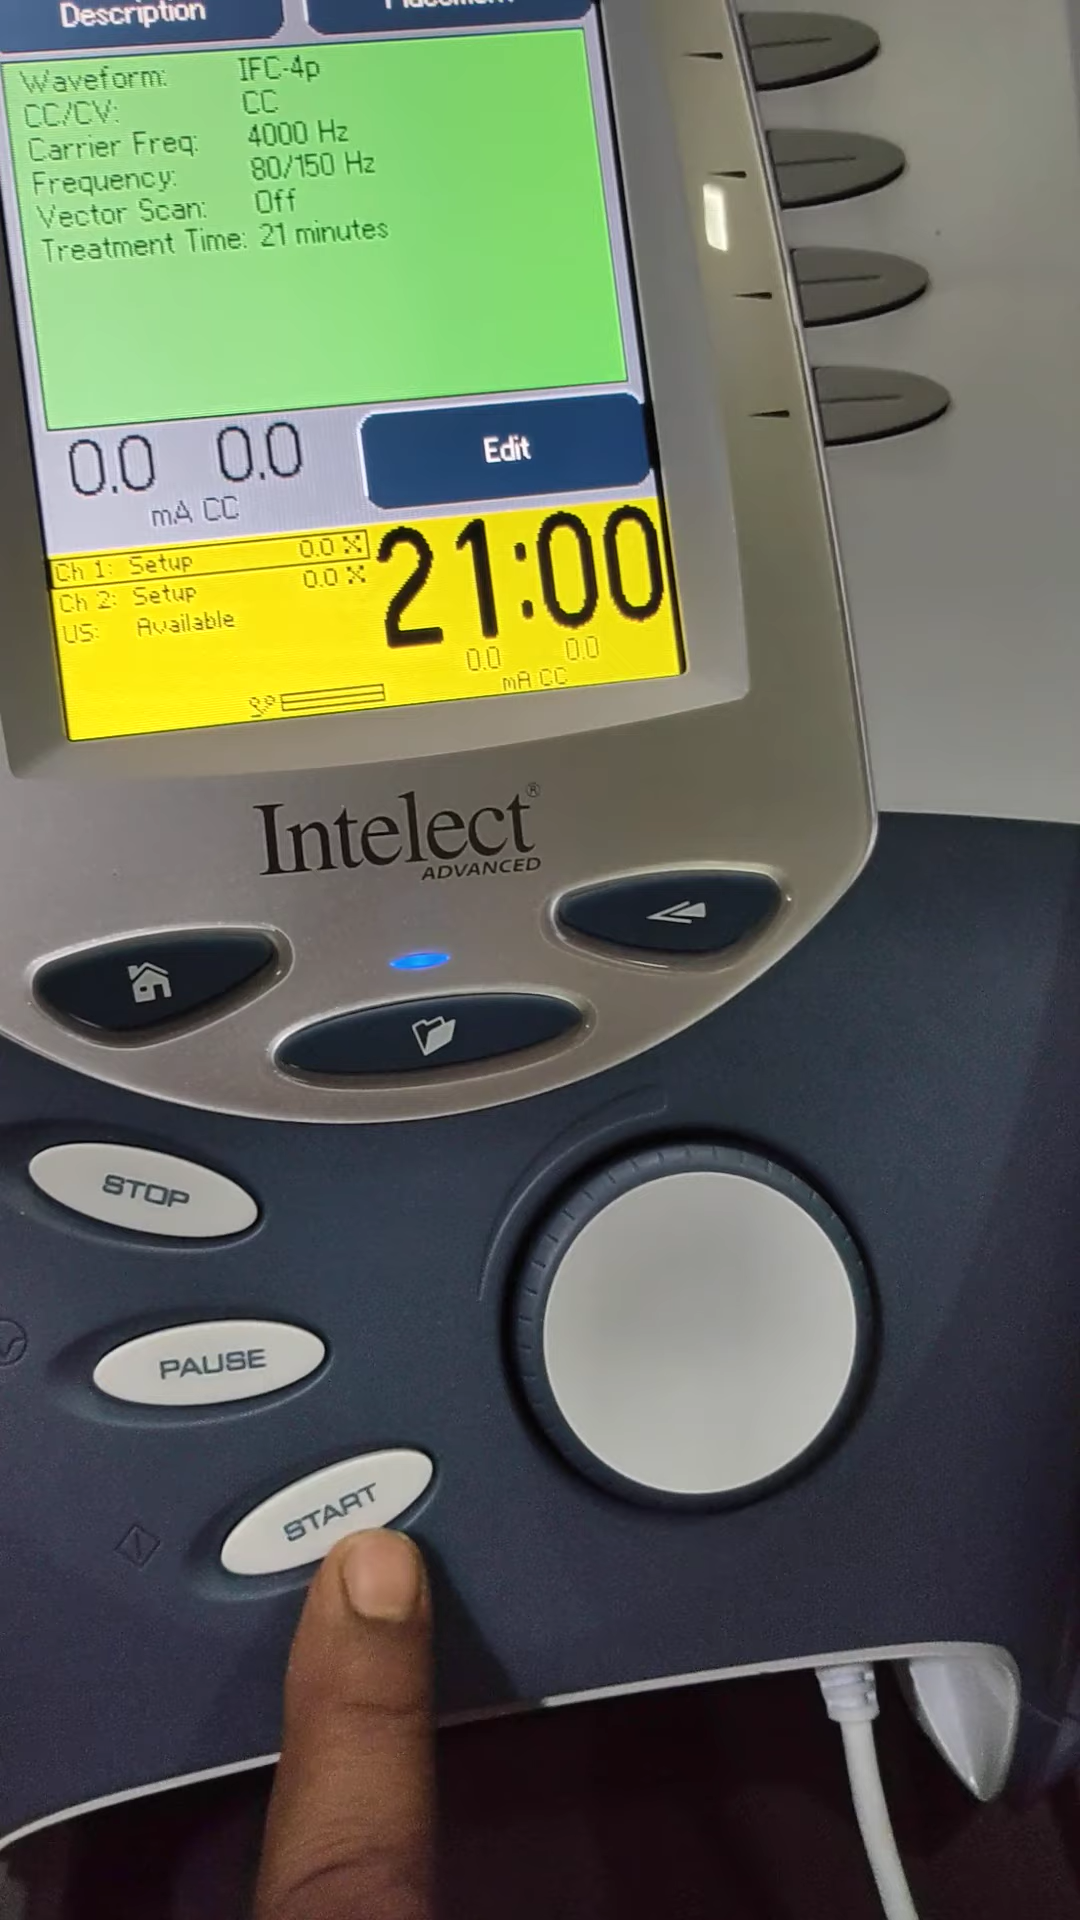 Description
Placement
Waveform: IFC-4p
CC/CV: CC
Carrier Freq: 4000 Hz
Frequency: 80/150 Hz
Vector Scan: Off
Treatment Time: 21 minutes
0.0 0.0
mA CC
Edit
Ch 1: Setup 0.0
Ch 2: Setup 0.0
US: Available
21:00
0.0 0.0
mA CC
Intelect®
ADVANCED
STOP
PAUSE
START